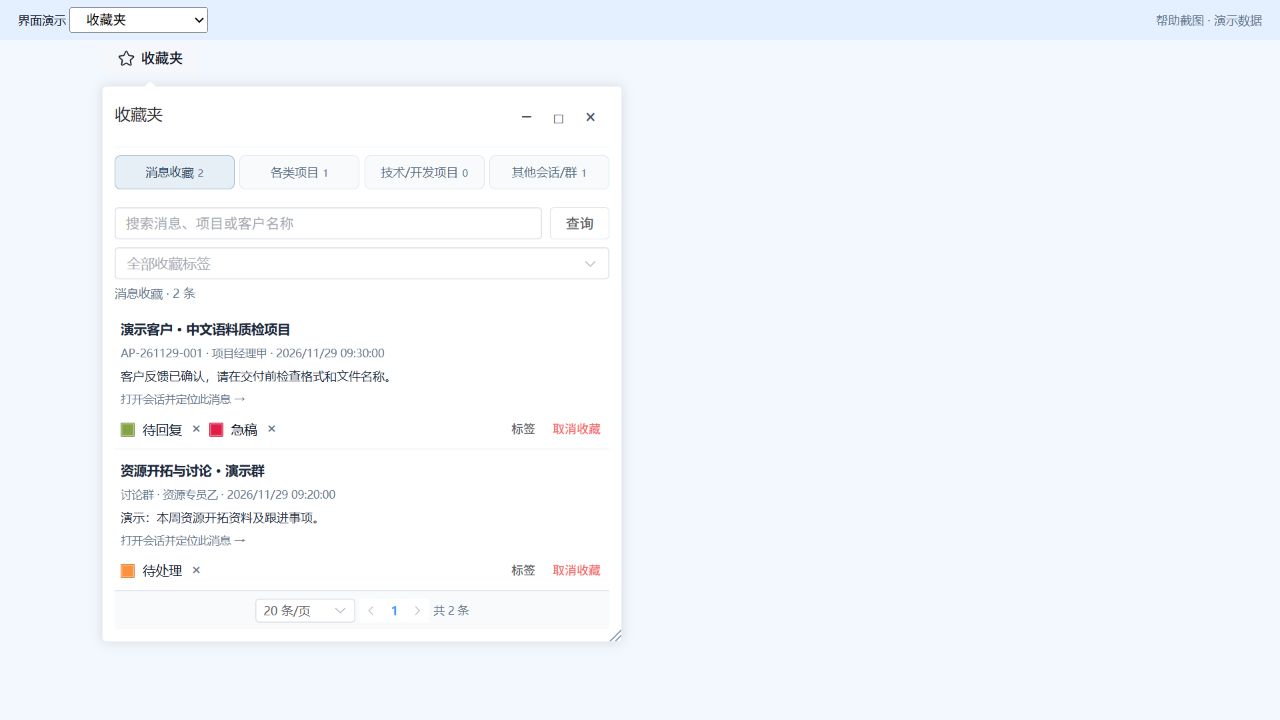 界面演示 收藏夹 帮助截图 · 演示数据
收藏夹
收藏夹
消息收藏 2 各类项目 1 技术/开发项目 0 其他会话/群 1
搜索消息、项目或客户名称 查询
全部收藏标签
消息收藏 · 2 条
演示客户 • 中文语料质检项目
AP-261129-001 · 项目经理甲 · 2026/11/29 09:30:00
客户反馈已确认，请在交付前检查格式和文件名称。
打开会话并定位此消息 →
待回复 × 急稿 × 标签 取消收藏
资源开拓与讨论 • 演示群
讨论群 · 资源专员乙 · 2026/11/29 09:20:00
演示：本周资源开拓资料及跟进事项。
打开会话并定位此消息 →
待处理 × 标签 取消收藏
20 条/页 1 共 2 条